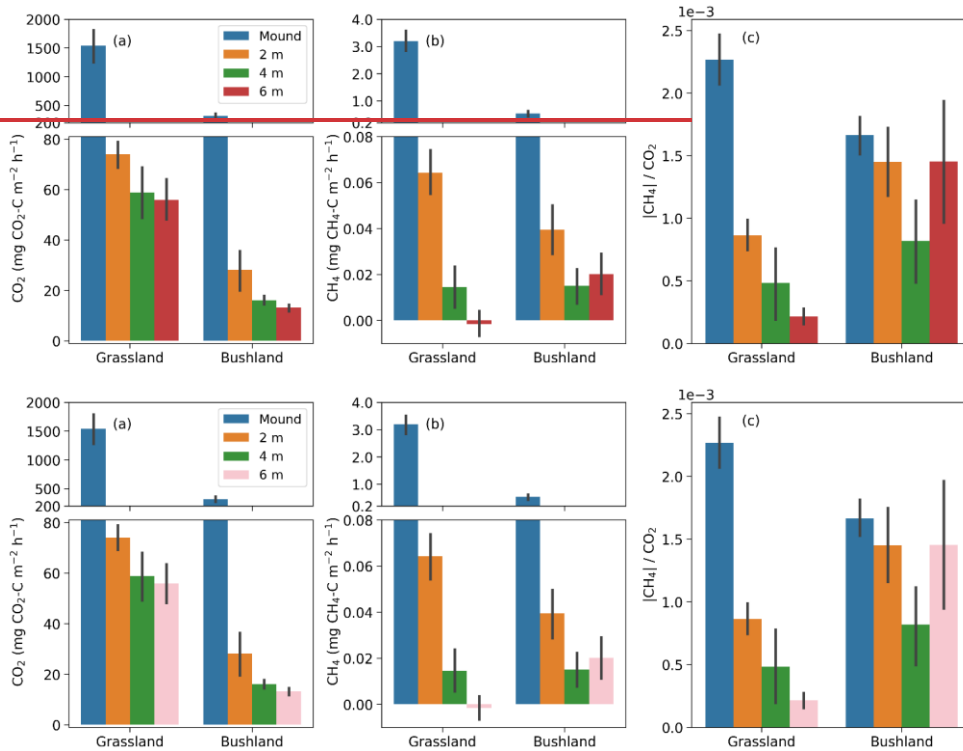 2000
1500
1000
500
200
80
60
40
20
0
CO₂ (mg CO₂-C m⁻² h⁻¹)
(a)
Mound
2 m
4 m
6 m
Grassland
Bushland
4.0
3.0
2.0
1.0
0.2
0.08
0.06
0.04
0.02
0.00
CH₄ (mg CH₄-C m⁻² h⁻¹)
(b)
Grassland
Bushland
1e−3
2.5
2.0
1.5
1.0
0.5
0.0
|CH₄| / CO₂
(c)
Grassland
Bushland
2000
1500
1000
500
200
80
60
40
20
0
CO₂ (mg CO₂-C m⁻² h⁻¹)
(a)
Mound
2 m
4 m
6 m
Grassland
Bushland
4.0
3.0
2.0
1.0
0.2
0.08
0.06
0.04
0.02
0.00
CH₄ (mg CH₄-C m⁻² h⁻¹)
(b)
Grassland
Bushland
1e−3
2.5
2.0
1.5
1.0
0.5
0.0
|CH₄| / CO₂
(c)
Grassland
Bushland